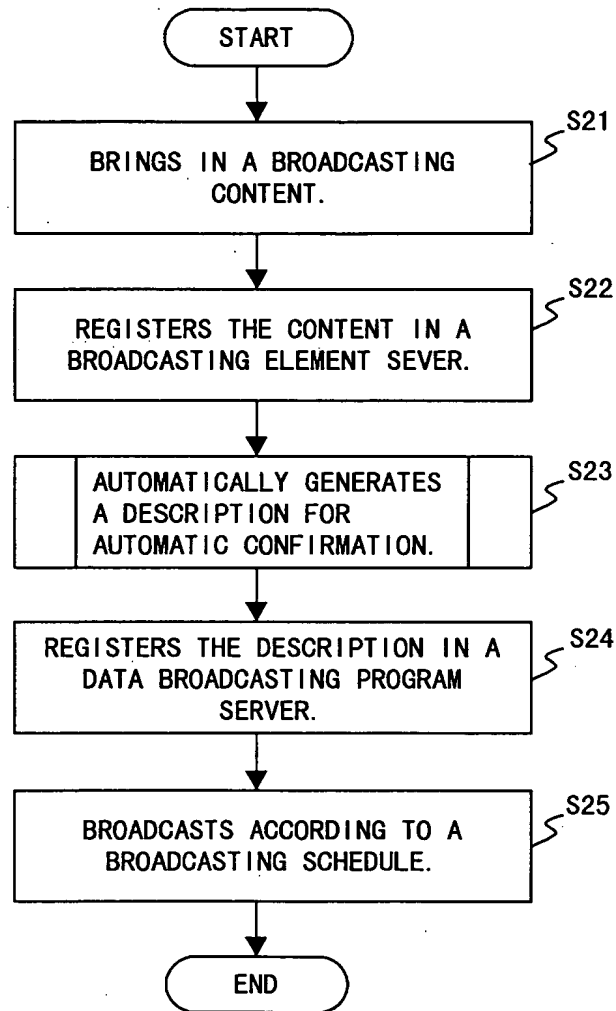 START
S21
BRINGS IN A BROADCASTING
CONTENT.
S22
REGISTERS THE CONTENT IN A
BROADCASTING ELEMENT SEVER.
S23
AUTOMATICALLY GENERATES
A DESCRIPTION FOR
AUTOMATIC CONFIRMATION.
S24
REGISTERS THE DESCRIPTION IN A
DATA BROADCASTING PROGRAM
SERVER.
S25
BROADCASTS ACCORDING TO A
BROADCASTING SCHEDULE.
END